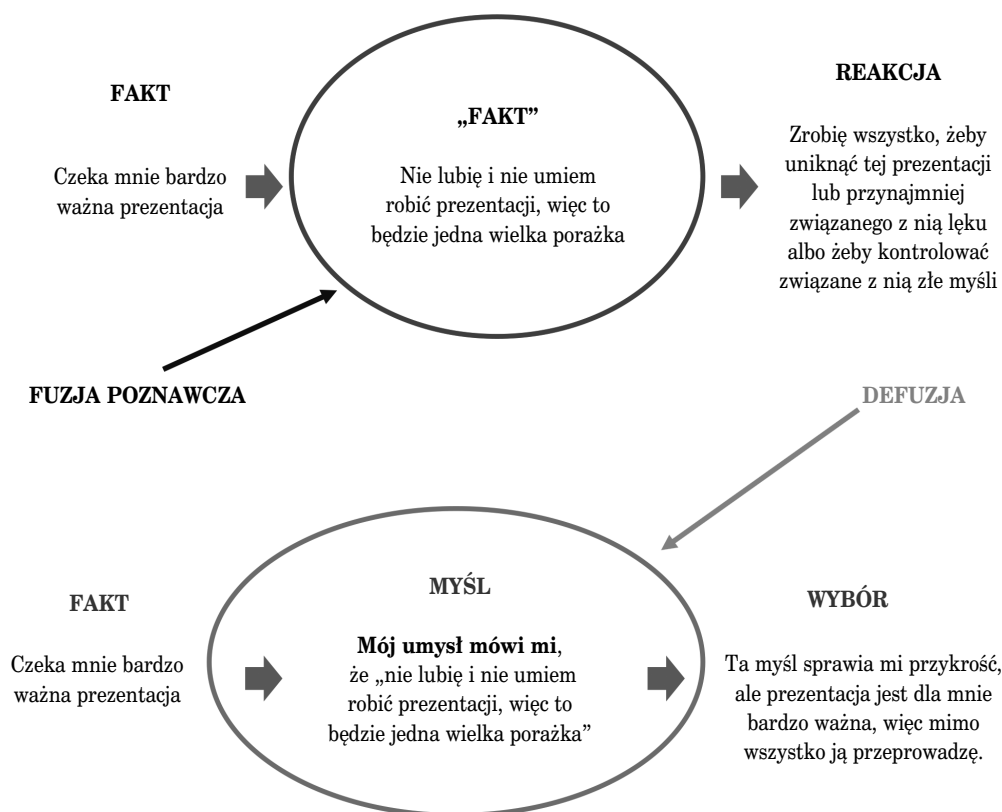 FAKT
Czeka mnie bardzo
ważna prezentacja
„FAKT”
Nie lubię i nie umiem
robić prezentacji, więc to
będzie jedna wielka porażka
REAKCJA
Zrobię wszystko, żeby
uniknąć tej prezentacji
lub przynajmniej
związanego z nią lęku
albo żeby kontrolować
związane z nią złe myśli
FUZJA POZNAWCZA
DEFUZJA
FAKT
Czeka mnie bardzo
ważna prezentacja
MYŚL
Mój umysł mówi mi,
że „nie lubię i nie umiem
robić prezentacji, więc to
będzie jedna wielka porażka”
WYBÓR
Ta myśl sprawia mi przykrość,
ale prezentacja jest dla mnie
bardzo ważna, więc mimo
wszystko ją przeprowadzę.